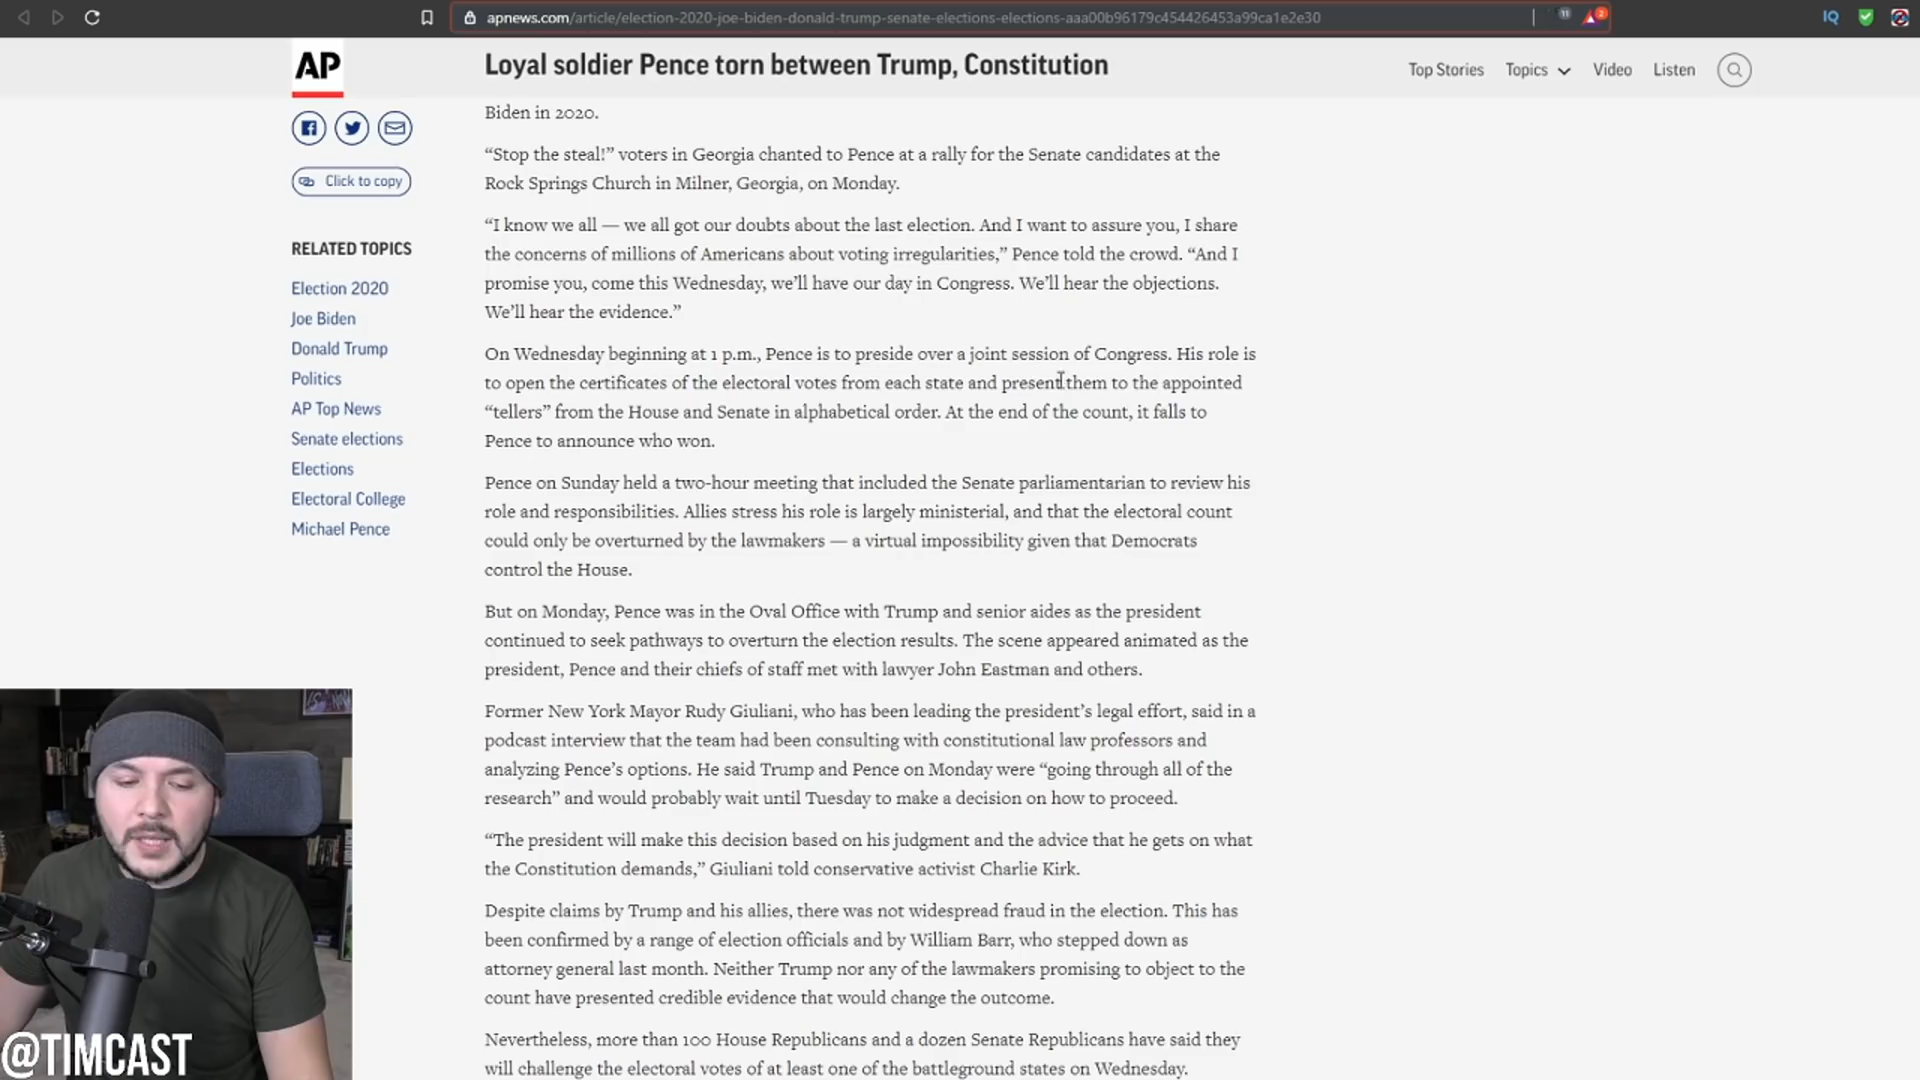 apnews.com/article/election-2020-joe-biden-donald-trump-senate-elections-elections-aaa00b96179c454426453a99ca1e2e30
11
2
IQ
AP
Loyal soldier Pence torn between Trump, Constitution
Top Stories
Topics
Video
Listen
Click to copy
RELATED TOPICS
Election 2020
Joe Biden
Donald Trump
Politics
AP Top News
Senate elections
Elections
Electoral College
Michael Pence
Biden in 2020.
“Stop the steal!” voters in Georgia chanted to Pence at a rally for the Senate candidates at the
Rock Springs Church in Milner, Georgia, on Monday.
“I know we all — we all got our doubts about the last election. And I want to assure you, I share
the concerns of millions of Americans about voting irregularities,” Pence told the crowd. “And I
promise you, come this Wednesday, we’ll have our day in Congress. We’ll hear the objections.
We’ll hear the evidence.”
On Wednesday beginning at 1 p.m., Pence is to preside over a joint session of Congress. His role is
to open the certificates of the electoral votes from each state and present them to the appointed
“tellers” from the House and Senate in alphabetical order. At the end of the count, it falls to
Pence to announce who won.
Pence on Sunday held a two-hour meeting that included the Senate parliamentarian to review his
role and responsibilities. Allies stress his role is largely ministerial, and that the electoral count
could only be overturned by the lawmakers — a virtual impossibility given that Democrats
control the House.
But on Monday, Pence was in the Oval Office with Trump and senior aides as the president
continued to seek pathways to overturn the election results. The scene appeared animated as the
president, Pence and their chiefs of staff met with lawyer John Eastman and others.
Former New York Mayor Rudy Giuliani, who has been leading the president’s legal effort, said in a
podcast interview that the team had been consulting with constitutional law professors and
analyzing Pence’s options. He said Trump and Pence on Monday were “going through all of the
research” and would probably wait until Tuesday to make a decision on how to proceed.
“The president will make this decision based on his judgment and the advice that he gets on what
the Constitution demands,” Giuliani told conservative activist Charlie Kirk.
Despite claims by Trump and his allies, there was not widespread fraud in the election. This has
been confirmed by a range of election officials and by William Barr, who stepped down as
attorney general last month. Neither Trump nor any of the lawmakers promising to object to the
count have presented credible evidence that would change the outcome.
Nevertheless, more than 100 House Republicans and a dozen Senate Republicans have said they
will challenge the electoral votes of at least one of the battleground states on Wednesday.
@TIMCAST